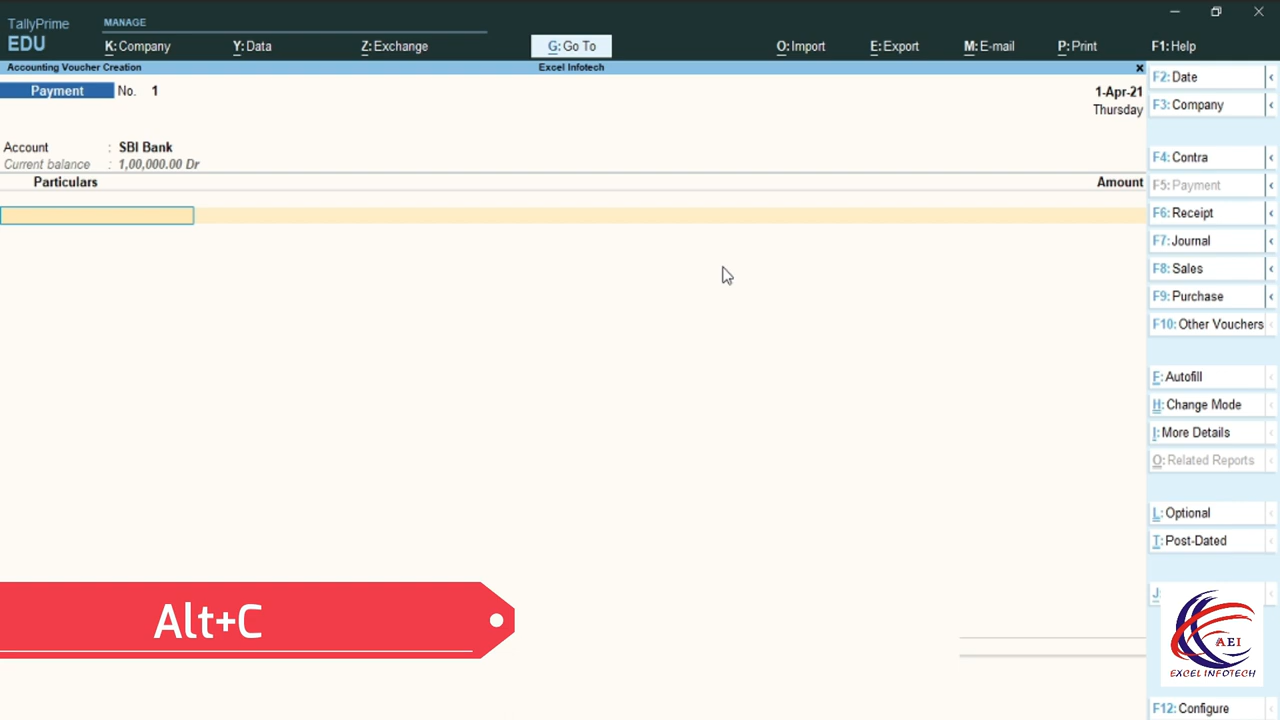 TallyPrime
EDU
MANAGE
K:Company
Y:Data
Z:Exchange
G:Go To
O:Import
E:Export
M:E-mail
P:Print
F1:Help
Accounting Voucher Creation
Excel Infotech
x
Payment No. 1
1-Apr-21
Thursday
Account : SBI Bank
Current balance : 1,00,000.00 Dr
Particulars
Amount
F2:Date
F3:Company
F4:Contra
F5:Payment
F6:Receipt
F7:Journal
F8:Sales
F9:Purchase
F10:Other Vouchers
F:Autofill
H:Change Mode
I:More Details
O:Related Reports
L:Optional
T:Post-Dated
J:
F12:Configure
Alt+C
AEI
EXCEL INFOTECH